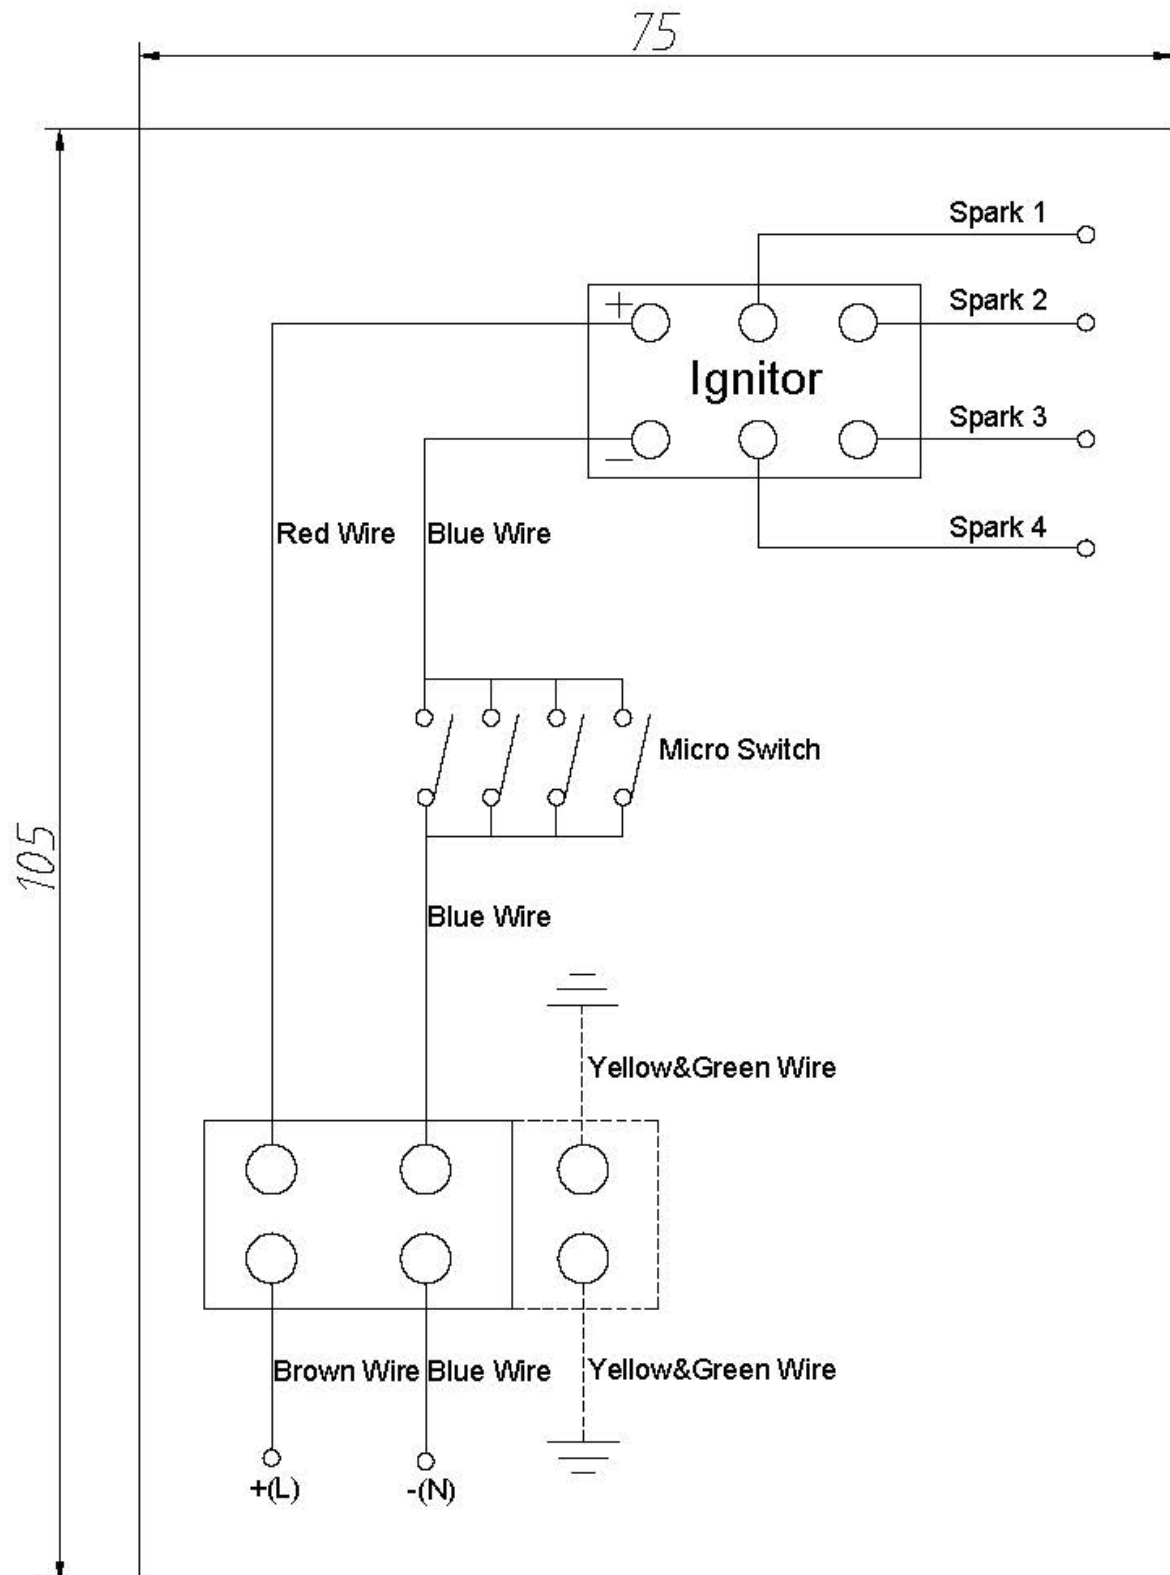 75
Spark 1
Spark 2
+
Ignitor
Spark 3
−
Spark 4
Red Wire
Blue Wire
Micro Switch
105
Blue Wire
Yellow&Green Wire
Brown Wire
Blue Wire
Yellow&Green Wire
+(L)
-(N)